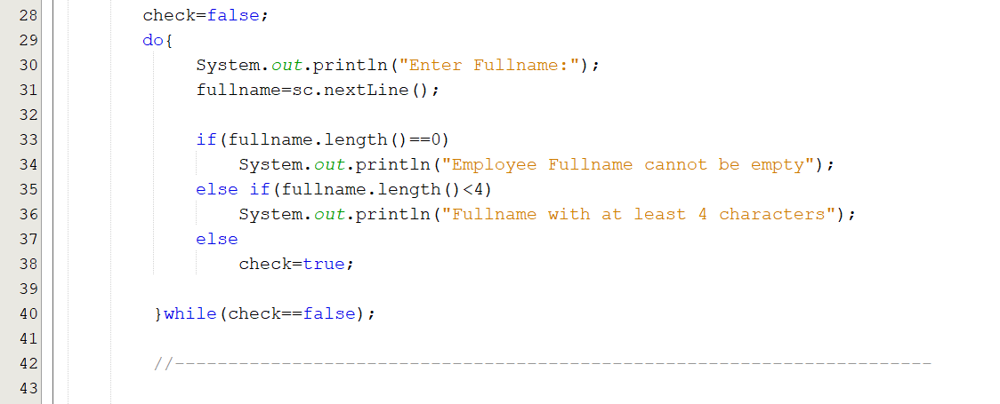 28 check=false;
29 do{
30 System.out.println("Enter Fullname:");
31 fullname=sc.nextLine();
32
33 if(fullname.length()==0)
34 System.out.println("Employee Fullname cannot be empty");
35 else if(fullname.length()<4)
36 System.out.println("Fullname with at least 4 characters");
37 else
38 check=true;
39
40 }while(check==false);
41
42 //-----------------------------------------------------------------------
43